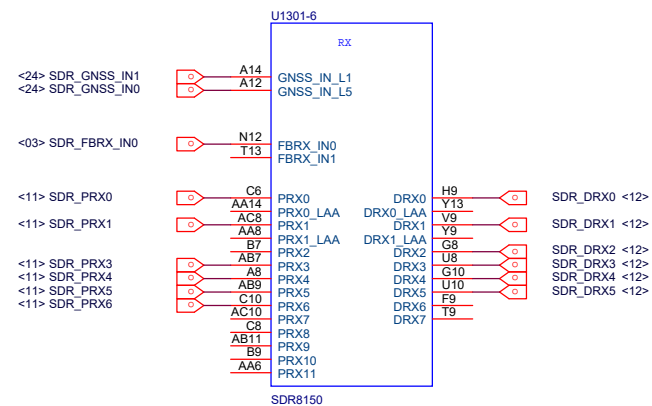 U1301-6
RX
<24> SDR_GNSS_IN1 A14 GNSS_IN_L1
<24> SDR_GNSS_IN0 A12 GNSS_IN_L5
<03> SDR_FBRX_IN0 N12 FBRX_IN0
T13 FBRX_IN1
<11> SDR_PRX0 C6 PRX0 DRX0 H9 SDR_DRX0 <12>
AA14 PRX0_LAA DRX0_LAA Y13
<11> SDR_PRX1 AC8 PRX1 DRX1 V9 SDR_DRX1 <12>
AA8 PRX1_LAA DRX1_LAA Y9
B7 PRX2 DRX2 G8 SDR_DRX2 <12>
<11> SDR_PRX3 AB7 PRX3 DRX3 U8 SDR_DRX3 <12>
<11> SDR_PRX4 A8 PRX4 DRX4 G10 SDR_DRX4 <12>
<11> SDR_PRX5 AB9 PRX5 DRX5 U10 SDR_DRX5 <12>
<11> SDR_PRX6 C10 PRX6 DRX6 F9
AC10 PRX7 DRX7 T9
C8 PRX8
AB11 PRX9
B9 PRX10
AA6 PRX11
SDR8150